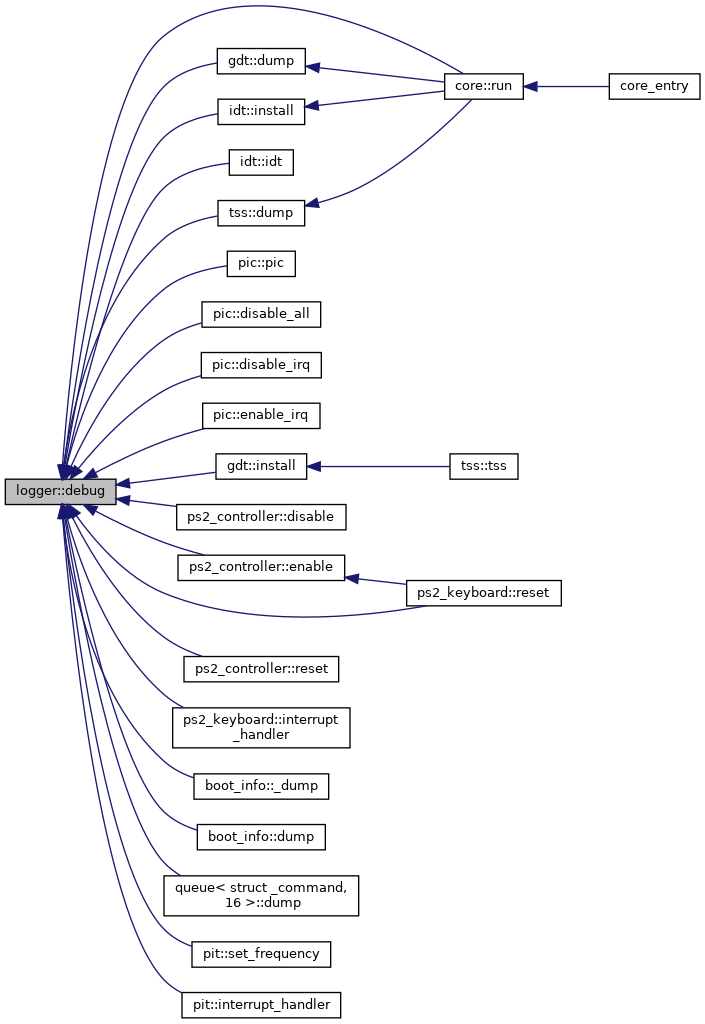 gdt::dump
core::run
core_entry
idt::install
idt::idt
tss::dump
pic::pic
pic::disable_all
pic::disable_irq
pic::enable_irq
gdt::install
tss::tss
logger::debug
ps2_controller::disable
ps2_controller::enable
ps2_keyboard::reset
ps2_controller::reset
ps2_keyboard::interrupt
_handler
boot_info::_dump
boot_info::dump
queue< struct _command,
16 >::dump
pit::set_frequency
pit::interrupt_handler